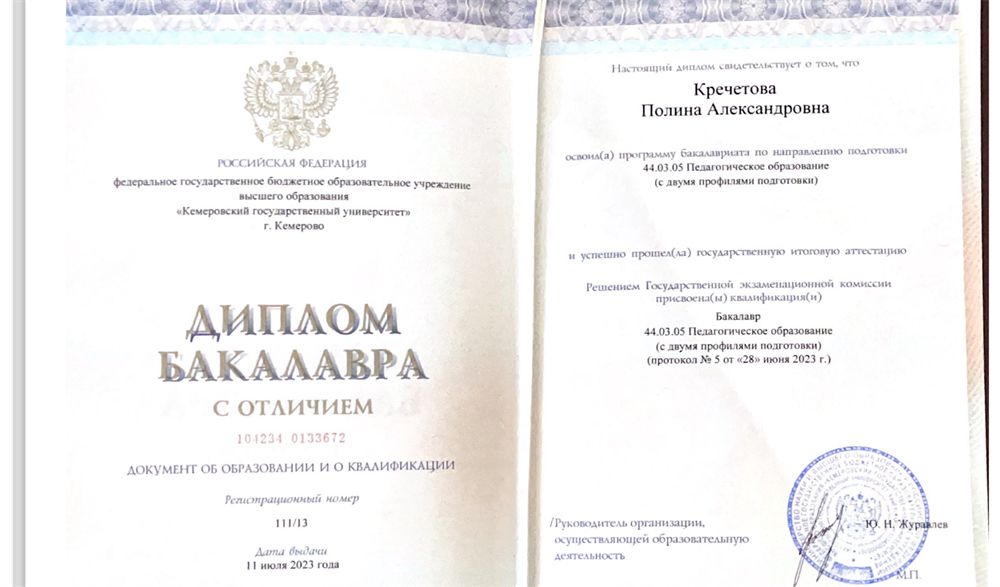 РОССИЙСКАЯ ФЕДЕРАЦИЯ
федеральное государственное бюджетное образовательное учреждение
высшего образования
«Кемеровский государственный университет»
г. Кемерово
ДИПЛОМ
БАКАЛАВРА
С ОТЛИЧИЕМ
104234 0133672
ДОКУМЕНТ ОБ ОБРАЗОВАНИИ И О КВАЛИФИКАЦИИ
Регистрационный номер
111/13
Дата выдачи
11 июля 2023 года
Настоящий диплом свидетельствует о том, что
Кречетова
Полина Александровна
освоил(а) программу бакалавриата по направлению подготовки
44.03.05 Педагогическое образование
(с двумя профилями подготовки)
и успешно прошел(ла) государственную итоговую аттестацию
Решением Государственной экзаменационной комиссии
присвоена(ы) квалификация(и)
Бакалавр
44.03.05 Педагогическое образование
(с двумя профилями подготовки)
(протокол № 5 от «28» июня 2023 г.)
/Руководитель организации,
осуществляющей образовательную
деятельность
Ю. Н. Журавлев
М.П.